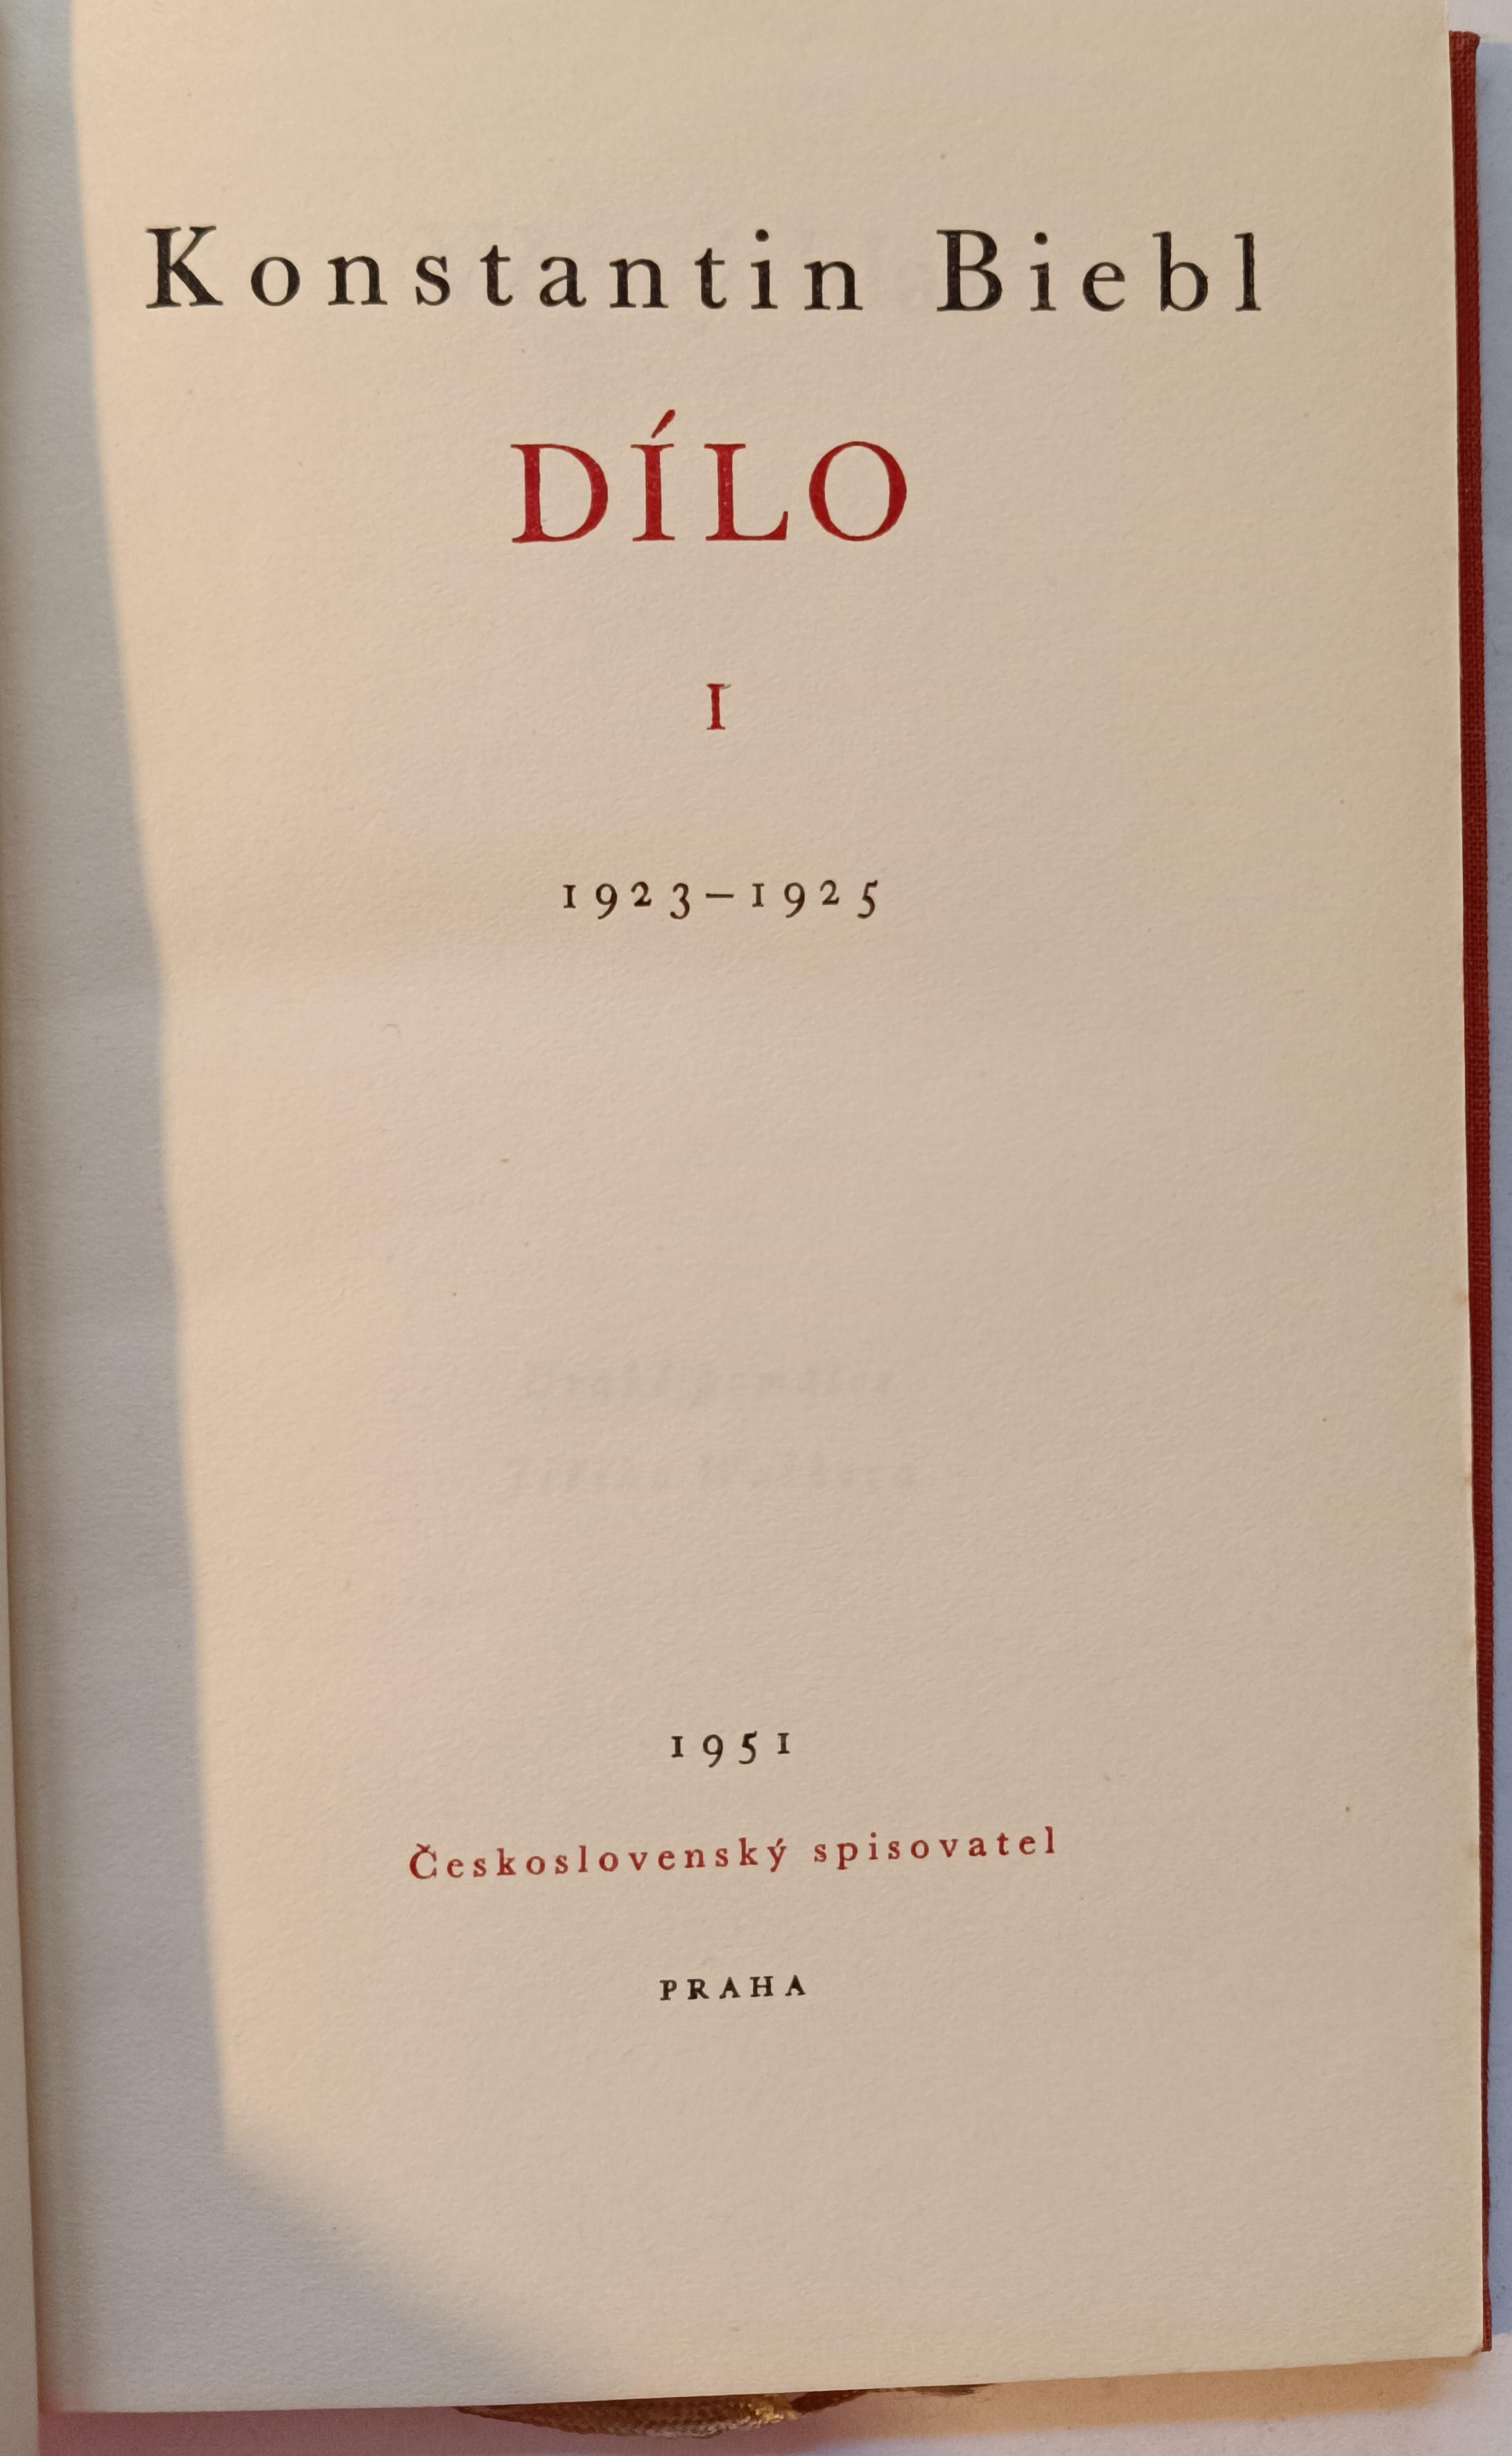 Konstantin Biebl
DÍLO
I
1923–1925
1951
Československý spisovatel
PRAHA